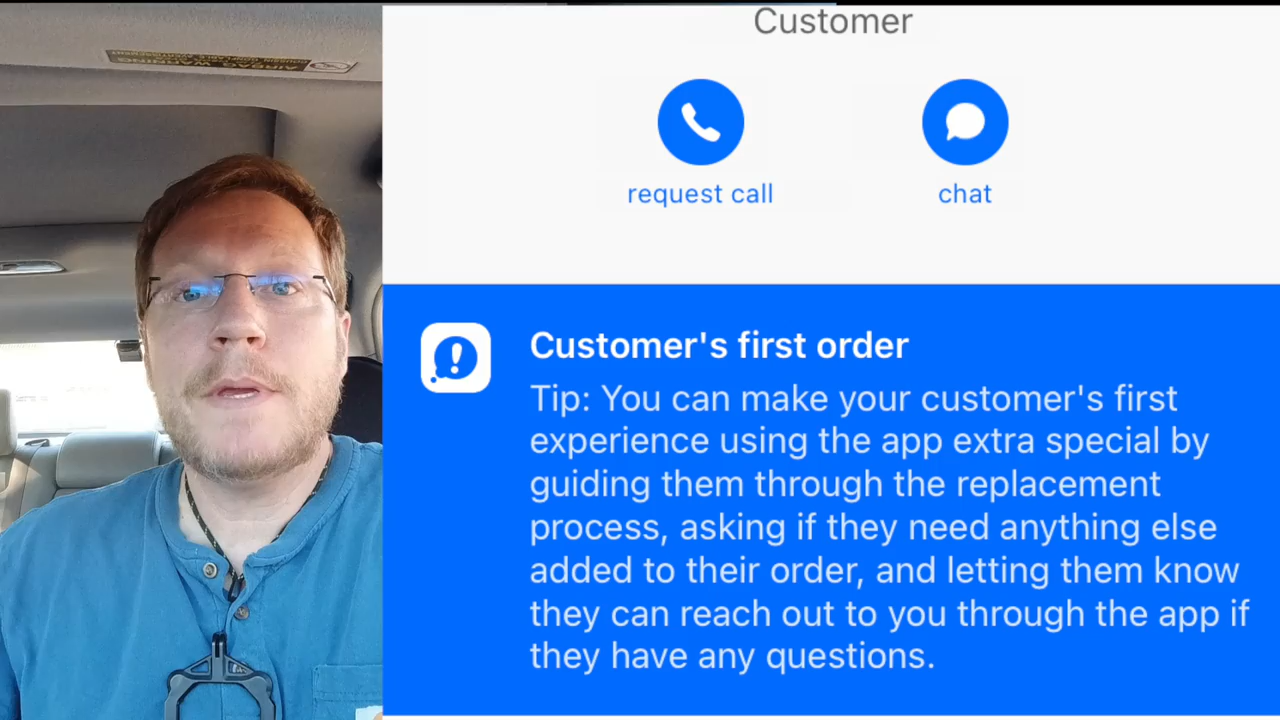 AIRBAG WARNING
Customer
request call
chat
Customer's first order
Tip: You can make your customer's first
experience using the app extra special by
guiding them through the replacement
process, asking if they need anything else
added to their order, and letting them know
they can reach out to you through the app if
they have any questions.